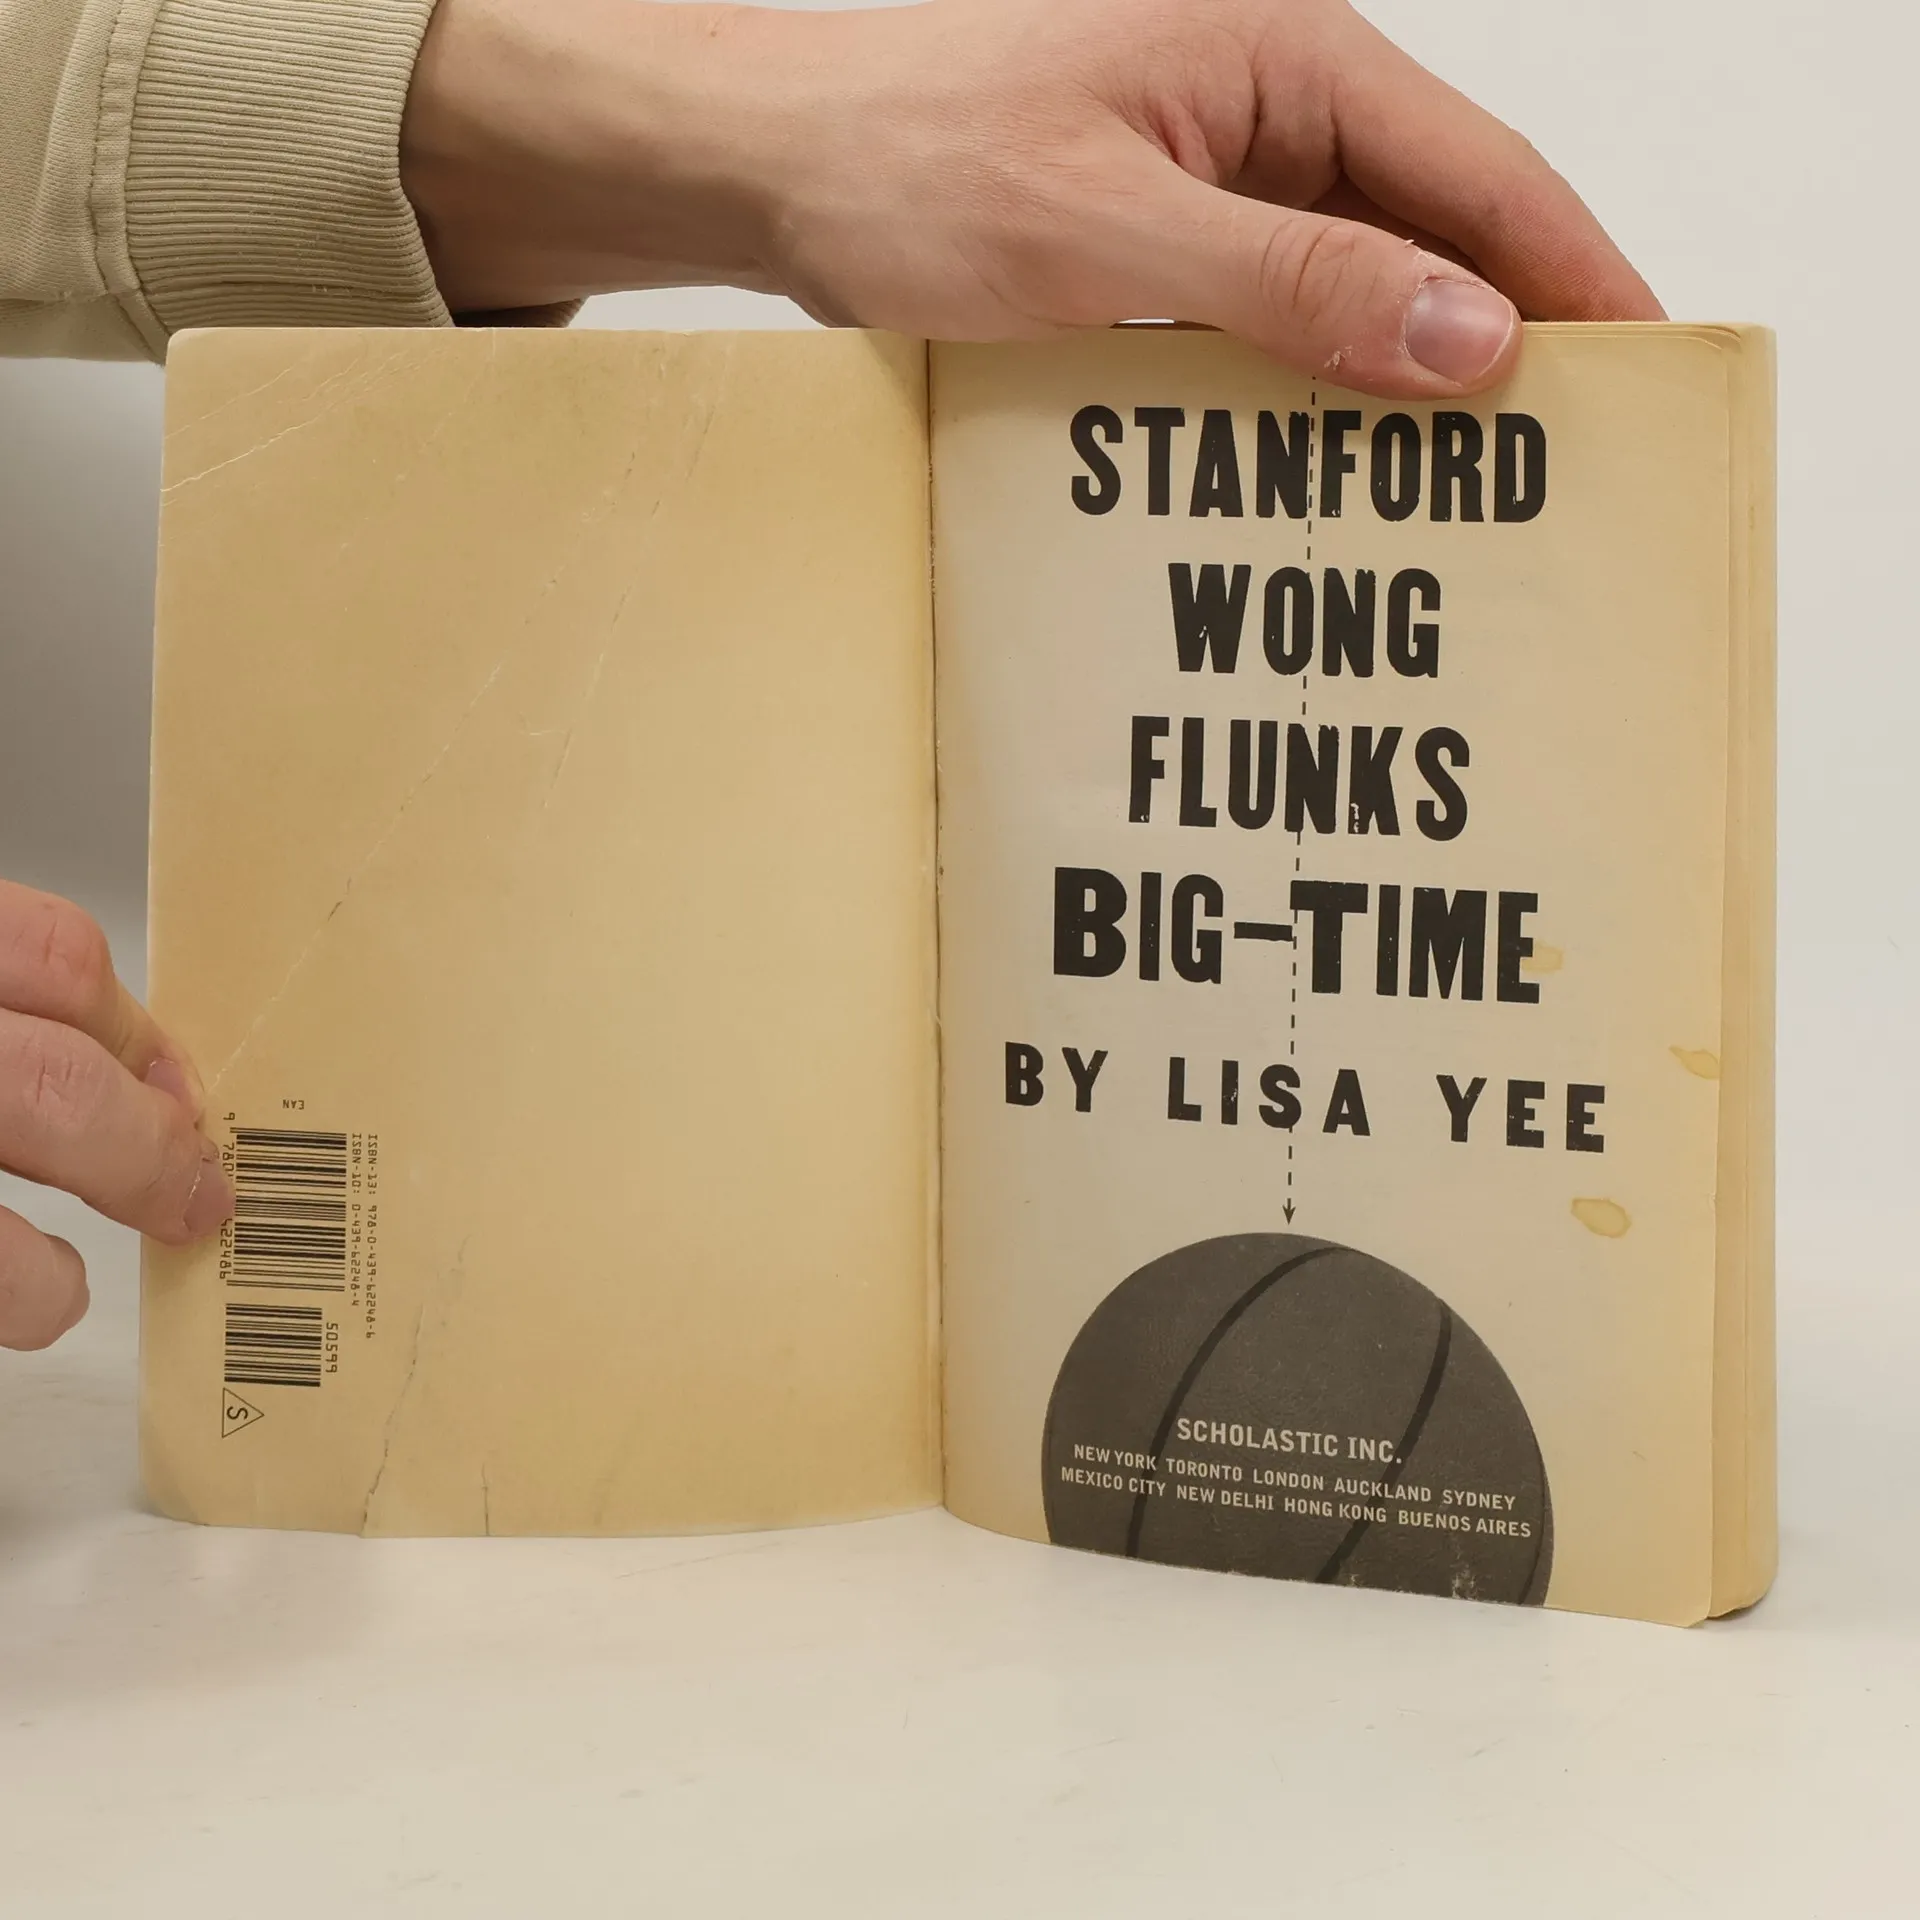 EAN
ISBN-13: 978-0-439-62248-6
ISBN-10: 0-439-62248-4
50599
S
STANFORD
WONG
FLUNKS
BIG-TIME
BY LISA YEE
SCHOLASTIC INC.
NEW YORK TORONTO LONDON AUCKLAND SYDNEY
MEXICO CITY NEW DELHI HONG KONG BUENOS AIRES